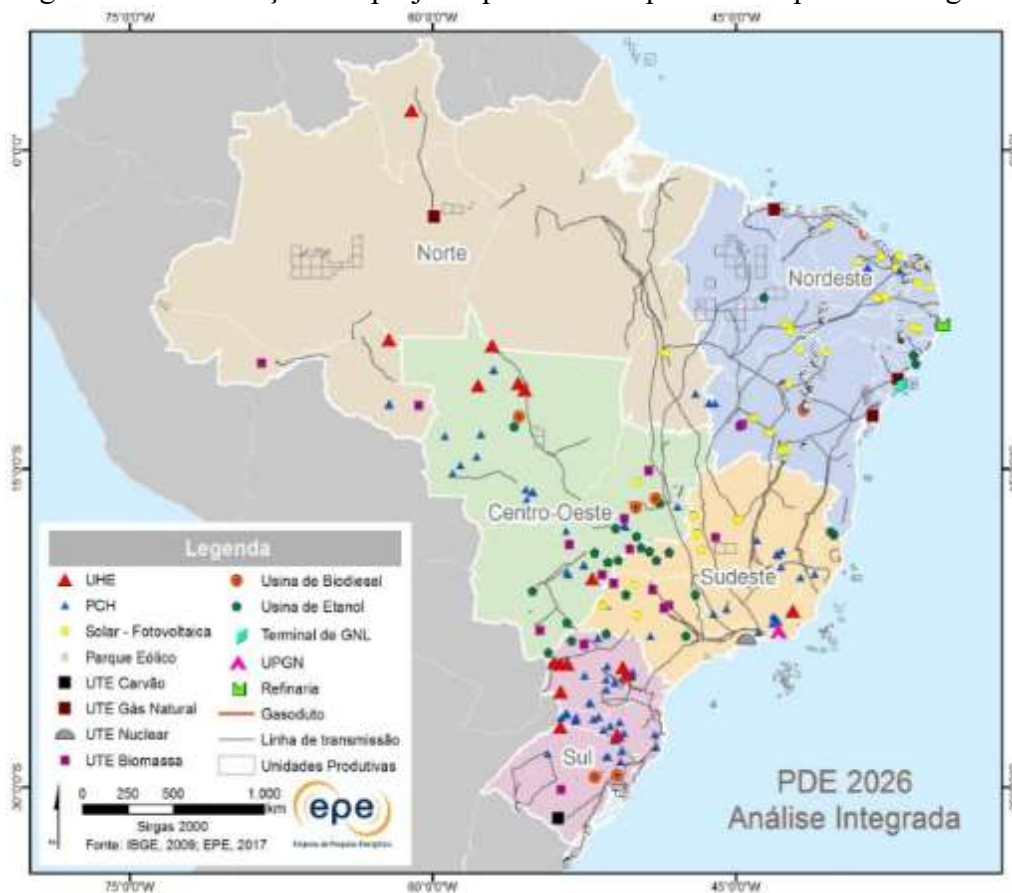 75°0'0"W 60°0'0"W 45°0'0"W
0°0'0"
Norte
Nordeste
15°0'0"S
Centro-Oeste
Sudeste
Sul
30°0'0"S
Legenda
UHE
PCH
Solar - Fotovoltaica
Parque Eólico
UTE Carvão
UTE Gás Natural
UTE Nuclear
UTE Biomassa
Usina de Biodiesel
Usina de Etanol
Terminal de GNL
UPGN
Refinaria
Gasoduto
Linha de transmissão
Unidades Produtivas
0 250 500 1.000
km
Sirgas 2000
Fonte: IBGE, 2009; EPE, 2017
epe
Empresa de Pesquisa Energética
PDE 2026
Análise Integrada
75°0'0"W 60°0'0"W 45°0'0"W